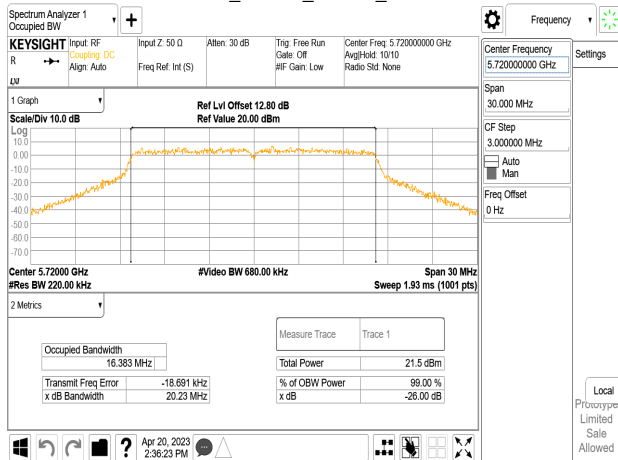 Spectrum Analyzer 1
Occupied BW
Frequency
KEYSIGHT
R
LXI
Input: RF
Coupling: DC
Align: Auto
Input Z: 50 Ω
Freq Ref: Int (S)
Atten: 30 dB
Trig: Free Run
Gate: Off
#IF Gain: Low
Center Freq: 5.720000000 GHz
Avg|Hold: 10/10
Radio Std: None
Center Frequency
5.720000000 GHz
Settings
Span
30.000 MHz
CF Step
3.000000 MHz
Auto
Man
Freq Offset
0 Hz
1 Graph
Scale/Div 10.0 dB
Ref Lvl Offset 12.80 dB
Ref Value 20.00 dBm
Log
10.0
0.00
-10.0
-20.0
-30.0
-40.0
-50.0
-60.0
-70.0
Center 5.72000 GHz
#Video BW 680.00 kHz
Span 30 MHz
#Res BW 220.00 kHz
Sweep 1.93 ms (1001 pts)
2 Metrics
Measure Trace
Trace 1
Occupied Bandwidth
16.383 MHz
Total Power
21.5 dBm
Transmit Freq Error
-18.691 kHz
% of OBW Power
99.00 %
x dB Bandwidth
20.23 MHz
x dB
-26.00 dB
Local
Prototype
Limited
Sale
Allowed
?
Apr 20, 2023
2:36:23 PM